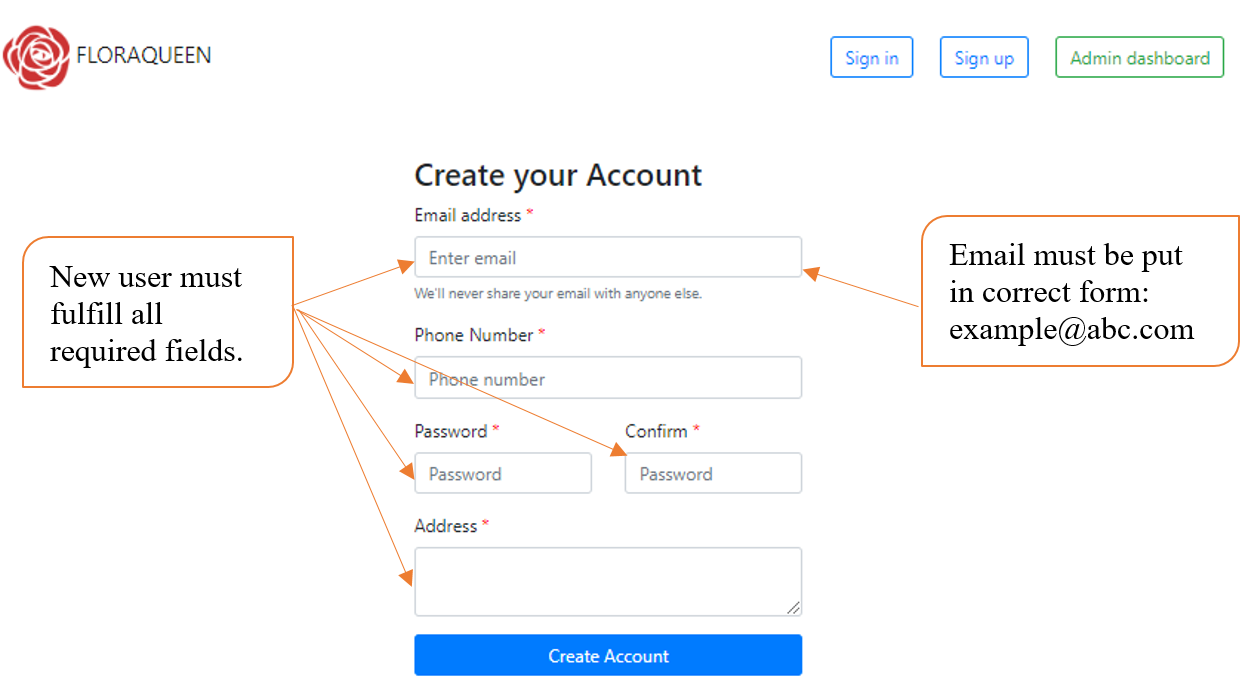 FLORAQUEEN
Sign in
Sign up
Admin dashboard
Create your Account
Email address *
Enter email
We'll never share your email with anyone else.
Phone Number *
Phone number
Password *
Confirm *
Password
Password
Address *
Create Account
New user must
fulfill all
required fields.
Email must be put
in correct form:
example@abc.com